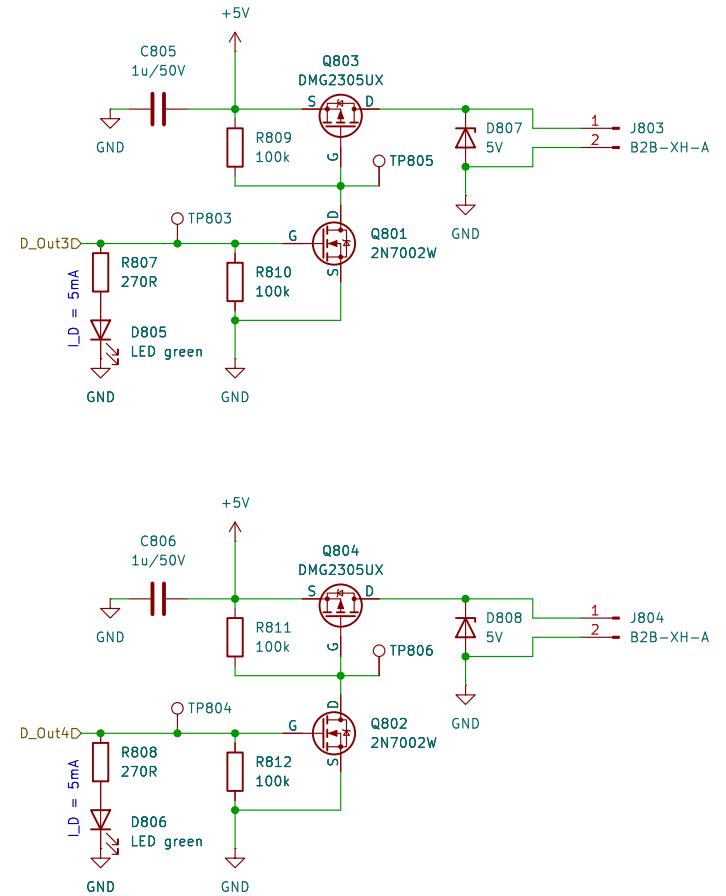 +5V
C805
1u/50V
Q803
DMG2305UX
S
D
GND
R809
100k
G
TP805
D807
5V
1
2
J803
B2B-XH-A
GND
TP803
D_Out3
G
D
S
Q801
2N7002W
R807
270R
R810
100k
I_D = 5mA
D805
LED green
GND
GND
+5V
C806
1u/50V
Q804
DMG2305UX
S
D
GND
R811
100k
G
TP806
D808
5V
1
2
J804
B2B-XH-A
GND
TP804
D_Out4
G
D
S
Q802
2N7002W
R808
270R
R812
100k
I_D = 5mA
D806
LED green
GND
GND